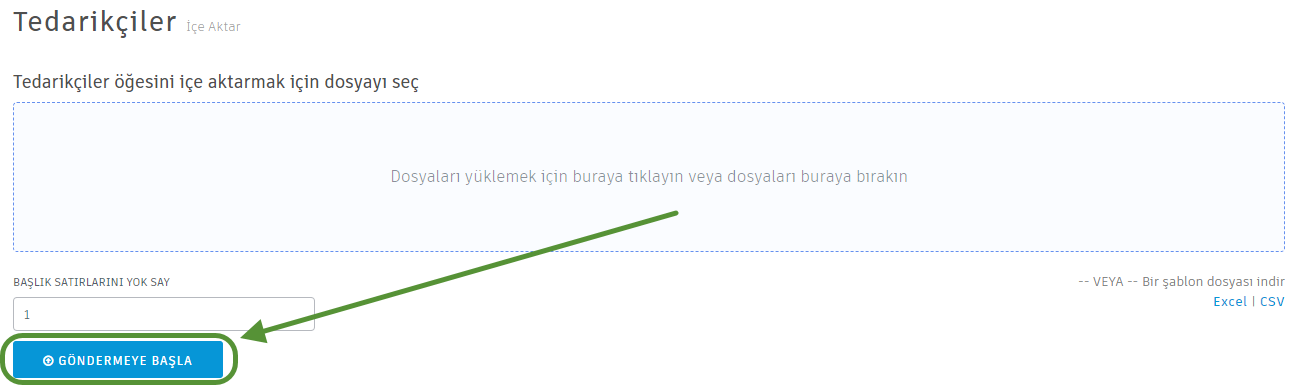 Tedarikçiler İçe Aktar
Tedarikçiler öğesini içe aktarmak için dosyayı seç
Dosyaları yüklemek için buraya tıklayın veya dosyaları buraya bırakın
BAŞLIK SATIRLARINI YOK SAY
-- VEYA -- Bir şablon dosyası indir
Excel | CSV
1
GÖNDERMEYE BAŞLA